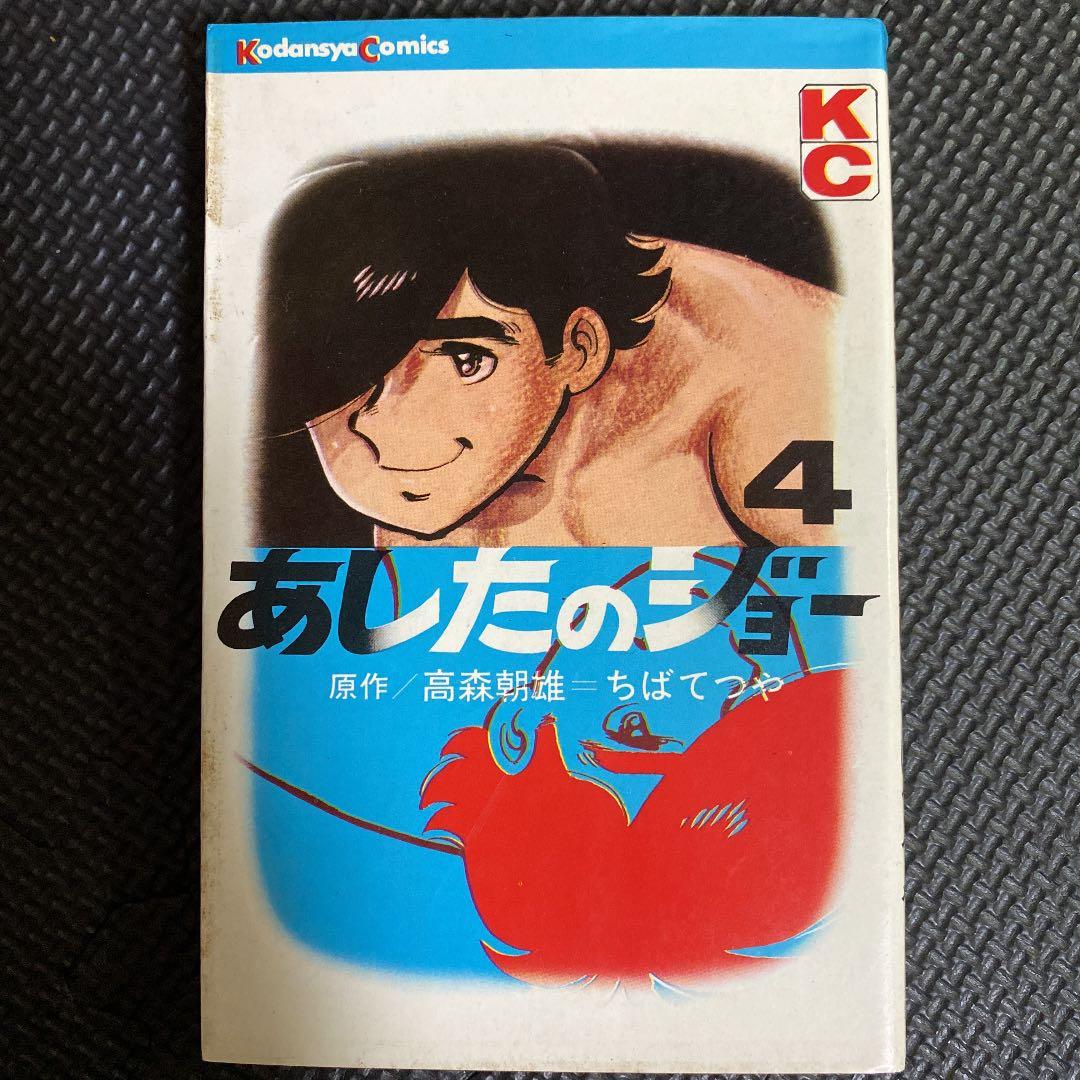 Kodansya Comics
KC
4
あしたのジョー
原作/高森朝雄=ちばてつや